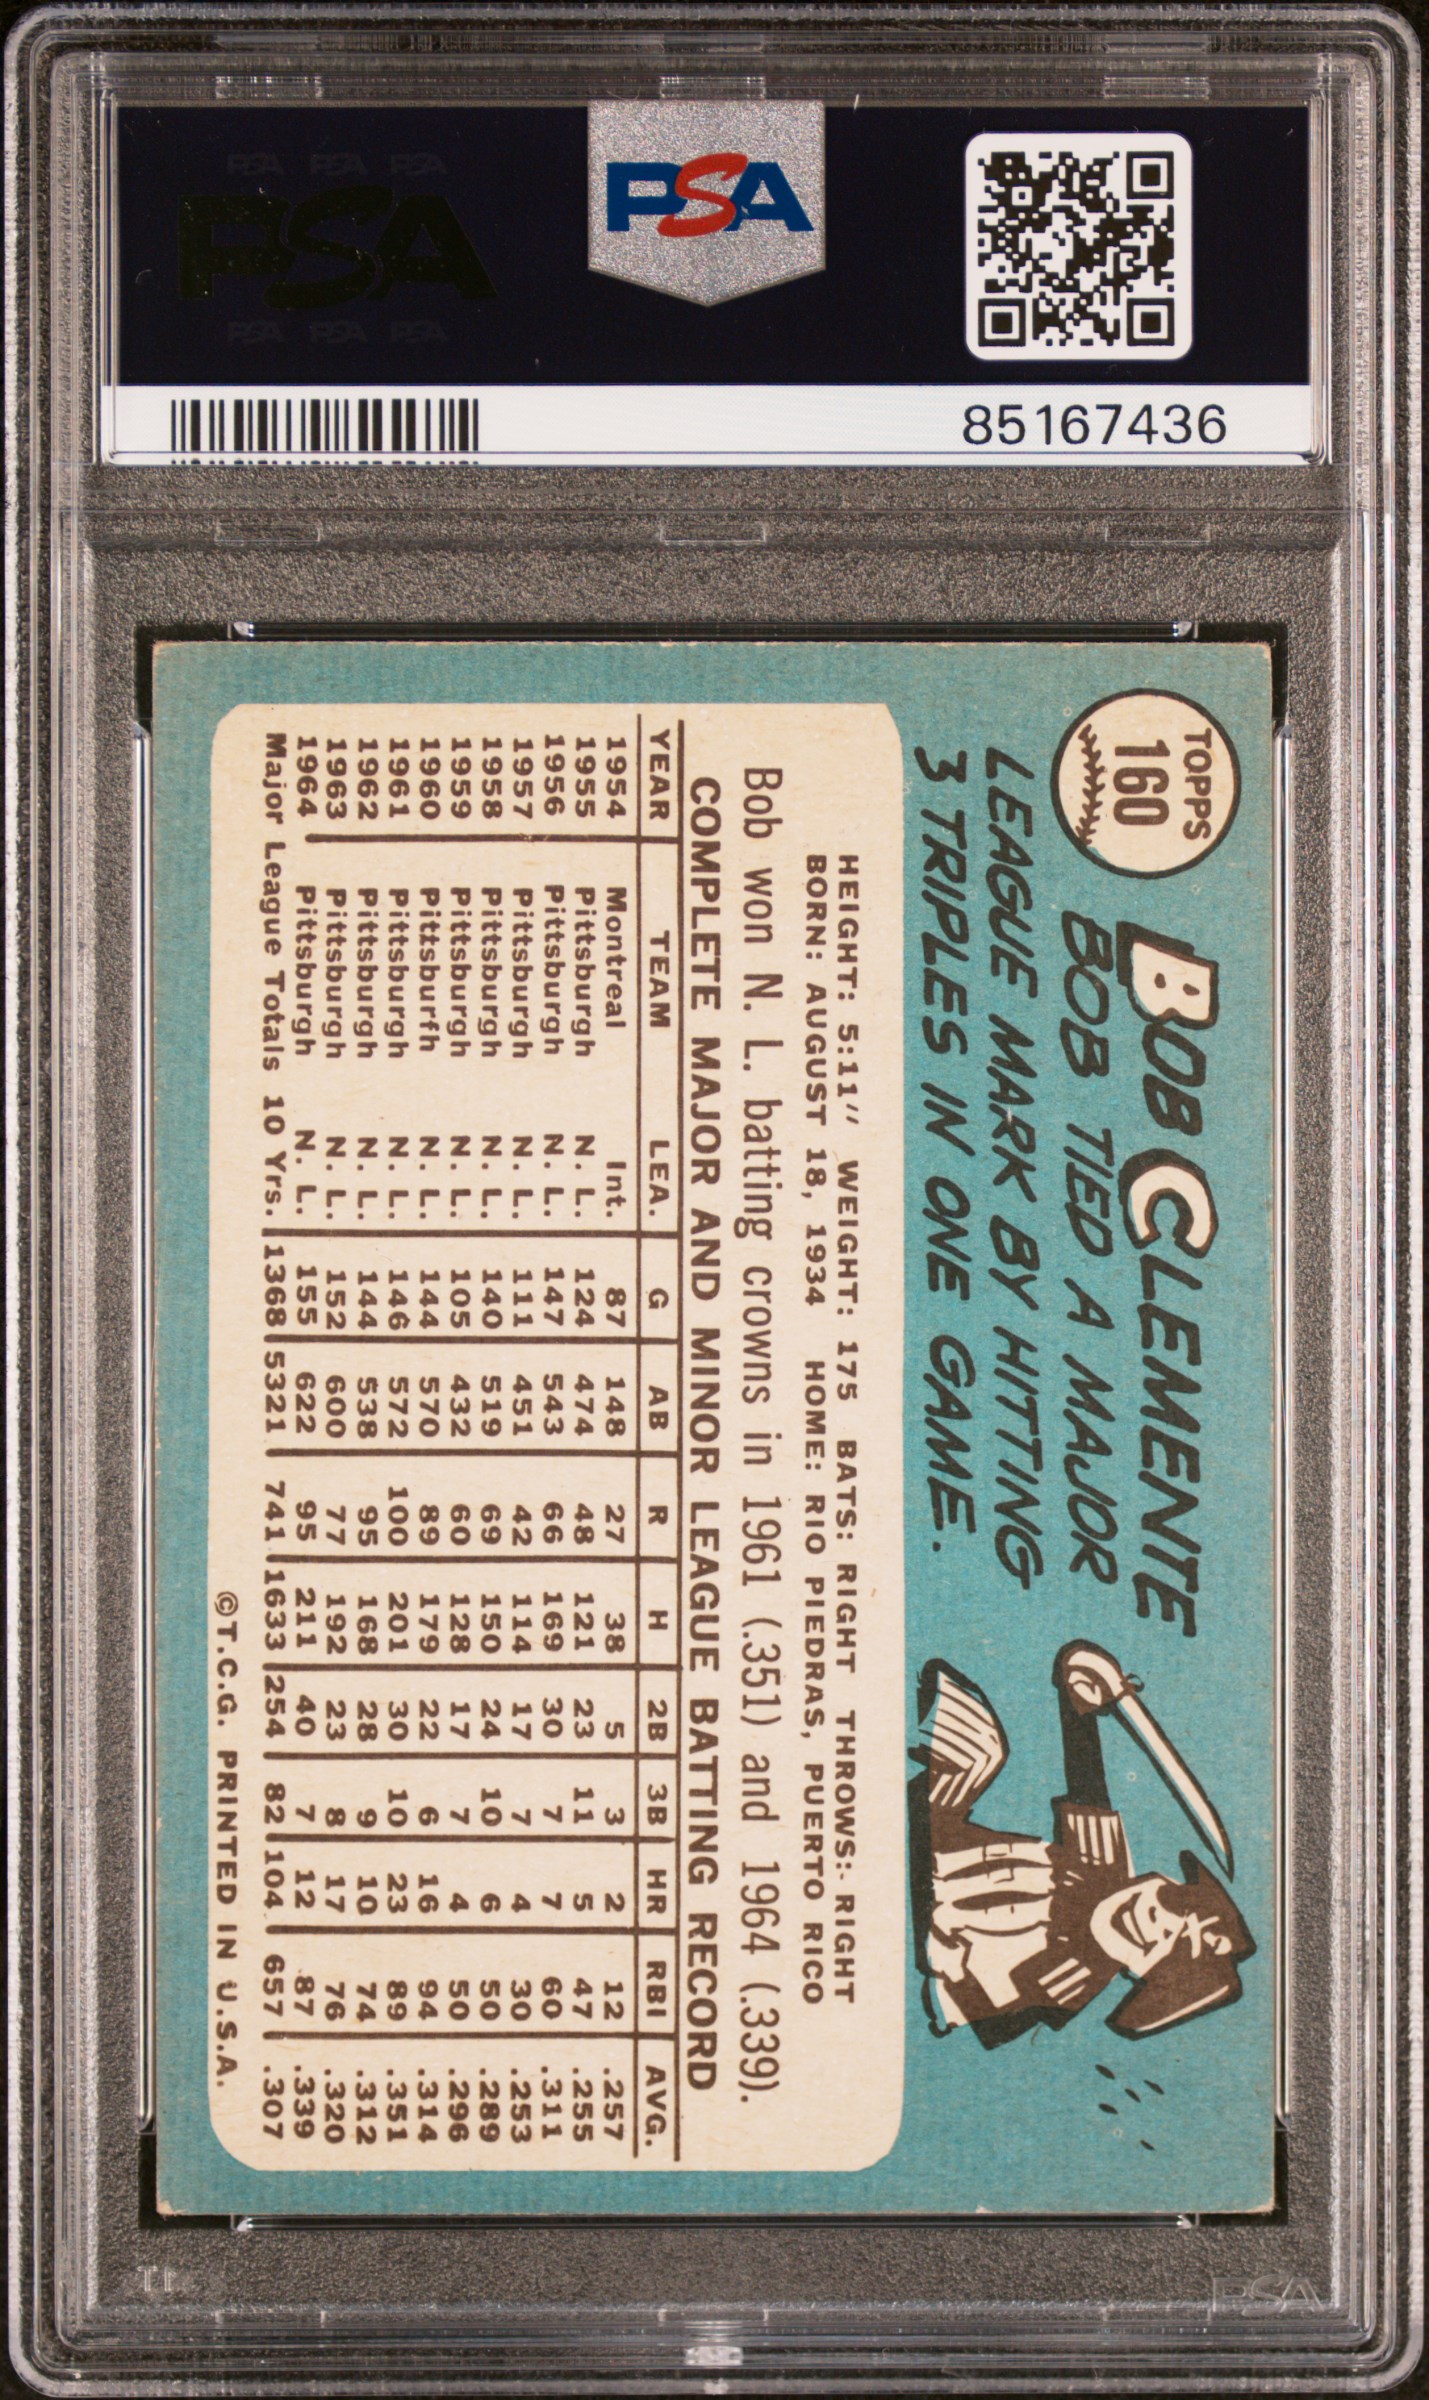 PSA PSA PSA
PSA
PSA PSA PSA
PSA
85167436
TOPPS
160
BOB CLEMENTE
BOB TIED A MAJOR
LEAGUE MARK BY HITTING
3 TRIPLES IN ONE GAME.
HEIGHT: 5:11" WEIGHT: 175 BATS: RIGHT THROWS: RIGHT
BORN: AUGUST 18, 1934 HOME: RIO PIEDRAS, PUERTO RICO
Bob won N. L. batting crowns in 1961 (.351) and 1964 (.339).
COMPLETE MAJOR AND MINOR LEAGUE BATTING RECORD
YEAR TEAM LEA. G AB R H 2B 3B HR RBI AVG.
1954 Montreal Int. 87 148 27 38 5 3 2 12 .257
1955 Pittsburgh N. L. 124 474 48 121 23 11 5 47 .255
1956 Pittsburgh N. L. 147 543 66 169 30 7 7 60 .311
1957 Pittsburgh N. L. 111 451 42 114 17 7 4 30 .253
1958 Pittsburgh N. L. 140 519 69 150 24 10 6 50 .289
1959 Pittsburgh N. L. 105 432 60 128 17 7 4 50 .296
1960 Pittsburfh N. L. 144 570 89 179 22 6 16 94 .314
1961 Pittsburgh N. L. 146 572 100 201 30 10 23 89 .351
1962 Pittsburgh N. L. 144 538 95 168 28 9 10 74 .312
1963 Pittsburgh N. L. 152 600 77 192 23 8 17 76 .320
1964 Pittsburgh N. L. 155 622 95 211 40 7 12 87 .339
Major League Totals 10 Yrs. 1368 5321 741 1633 254 82 104 657 .307
©T.C.G. PRINTED IN U.S.A.
PSA